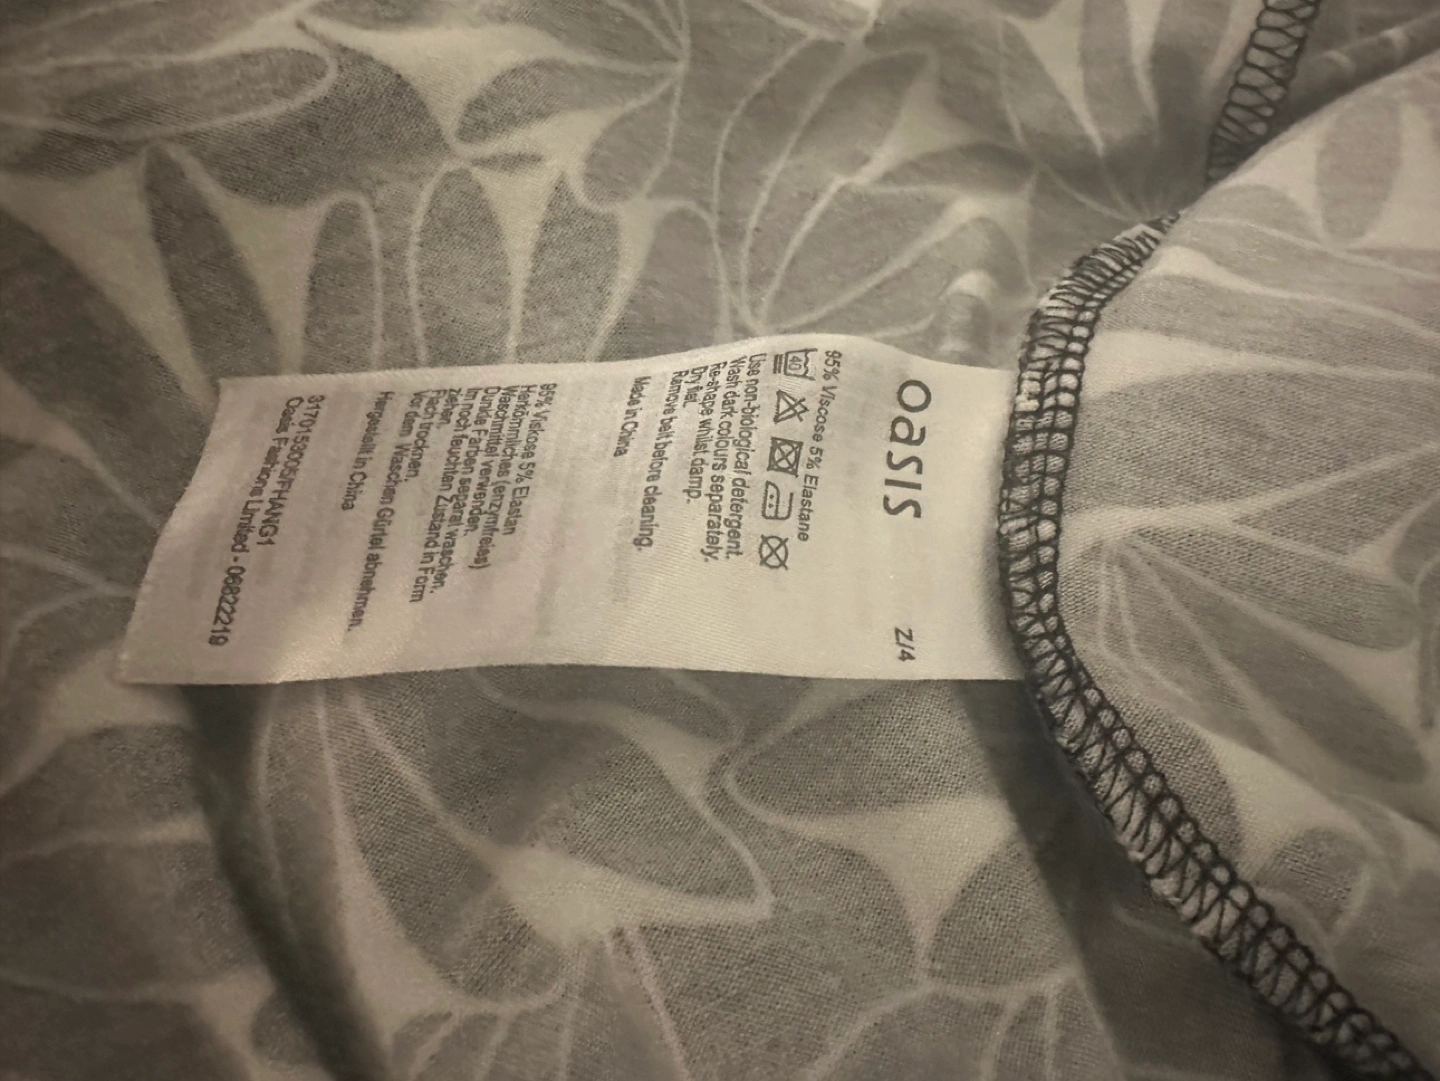 oasis
Z/4
95% Viscose 5% Elastane
40
Use non-biological detergent.
Wash dark colours separately.
Re-shape whilst damp.
Dry flat.
Remove belt before cleaning.
Made in China
95% Viskose 5% Elastan
Herkömmliches (enzymfreies)
Waschmittel verwenden.
Dunkle Farben separat waschen.
Im noch feuchten Zustand in Form
ziehen.
Flach trocknen.
Vor dem Waschen Gürtel abnehmen.
Hergestellt in China
Oasis Fashions Limited - 06822219